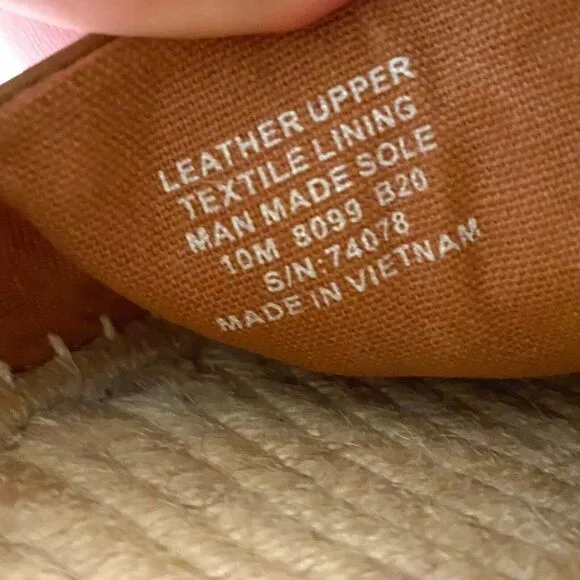 LEATHER UPPER
TEXTILE LINING
MAN MADE SOLE
10M 8099 B20
S/N:74078
MADE IN VIETNAM